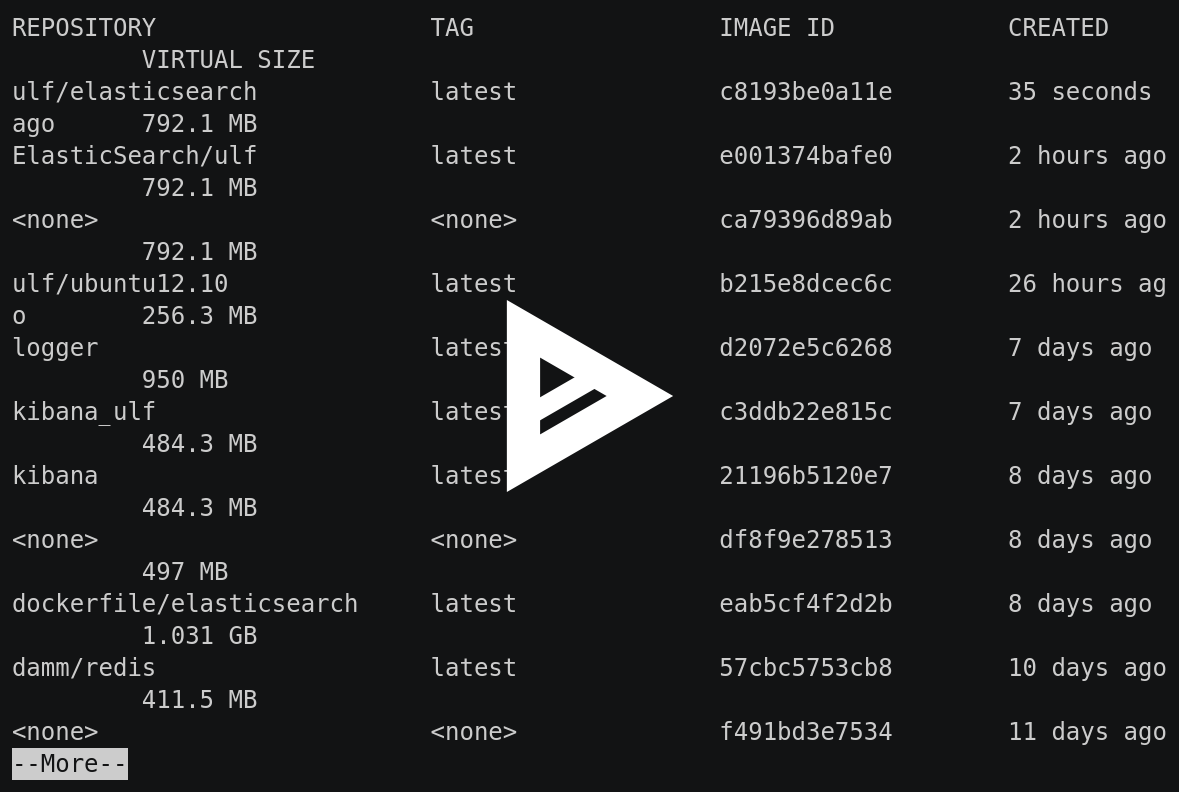 REPOSITORY TAG IMAGE ID CREATED
VIRTUAL SIZE
ulf/elasticsearch latest c8193be0a11e 35 seconds
ago 792.1 MB
ElasticSearch/ulf latest e001374bafe0 2 hours ago
792.1 MB
<none> <none> ca79396d89ab 2 hours ago
792.1 MB
ulf/ubuntu12.10 latest b215e8dcec6c 26 hours ag
o 256.3 MB
logger latest d2072e5c6268 7 days ago
950 MB
kibana_ulf latest c3ddb22e815c 7 days ago
484.3 MB
kibana latest 21196b5120e7 8 days ago
484.3 MB
<none> <none> df8f9e278513 8 days ago
497 MB
dockerfile/elasticsearch latest eab5cf4f2d2b 8 days ago
1.031 GB
damm/redis latest 57cbc5753cb8 10 days ago
411.5 MB
<none> <none> f491bd3e7534 11 days ago
--More--